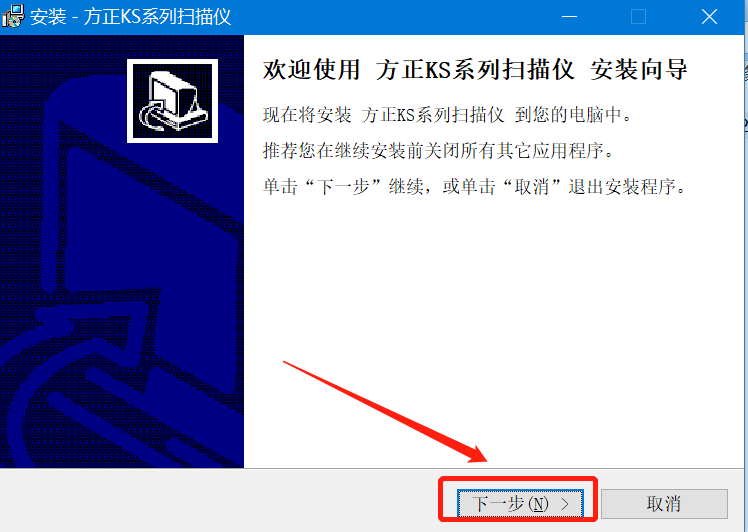 安装 - 方正KS系列扫描仪
欢迎使用 方正KS系列扫描仪 安装向导
现在将安装 方正KS系列扫描仪 到您的电脑中。
推荐您在继续安装前关闭所有其它应用程序。
单击“下一步”继续，或单击“取消”退出安装程序。
下一步(N) >
取消